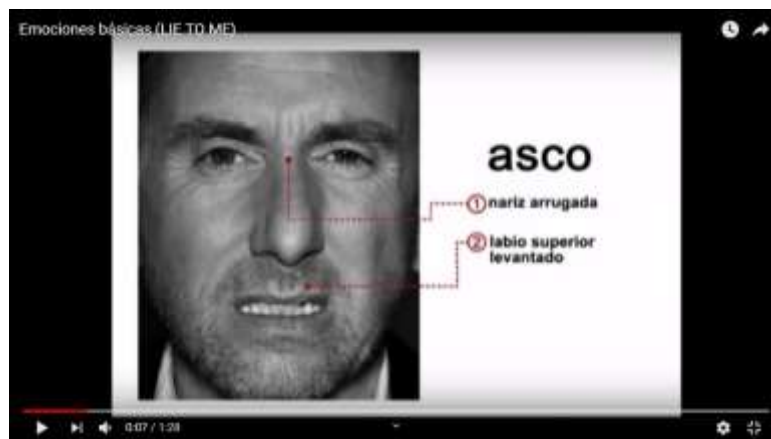 Emociones básicas (LIE TO ME)
asco
1 nariz arrugada
2 labio superior
levantado
0:07 / 1:28